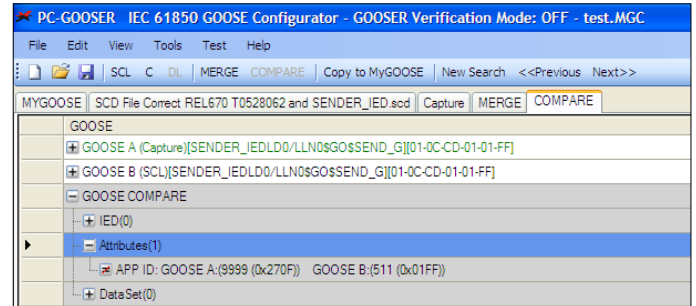 PC-GOOSER IEC 61850 GOOSE Configurator - GOOSER Verification Mode: OFF - test.MGC
File Edit View Tools Test Help
SCL C DL MERGE COMPARE Copy to MyGOOSE New Search <<Previous Next>>
MYGOOSE SCD File Correct REL670 T0528062 and SENDER_IED.scd Capture MERGE COMPARE
GOOSE
GOOSE A (Capture)[SENDER_IEDLD0/LLN0$GO$SEND_G][01-0C-CD-01-01-FF]
GOOSE B (SCL)[SENDER_IEDLD0/LLN0$GO$SEND_G][01-0C-CD-01-01-FF]
GOOSE COMPARE
IED(0)
Attributes(1)
APP ID: GOOSE A:(9999 (0x270F)) GOOSE B:(511 (0x01FF))
DataSet(0)